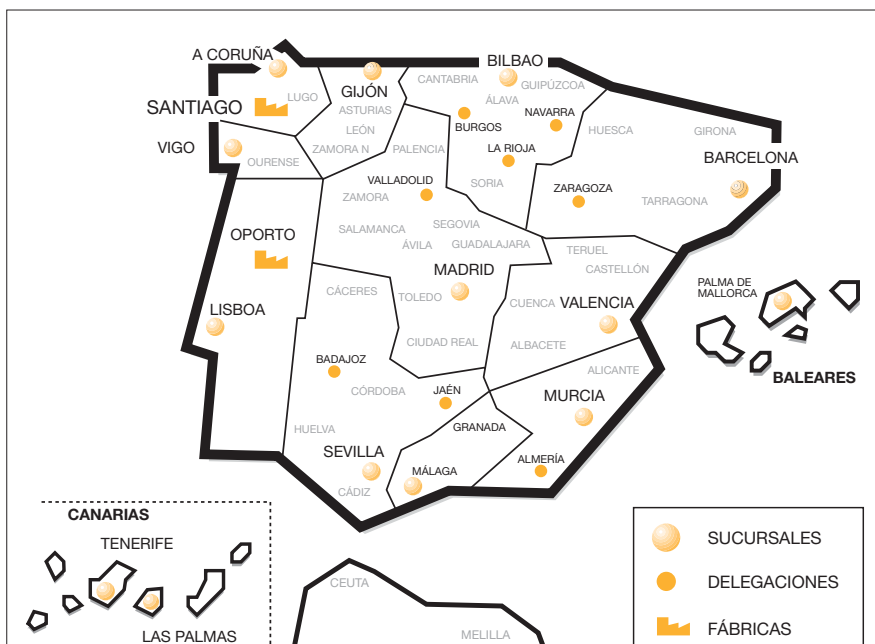 A CORUÑA
BILBAO
GIJÓN
CANTABRIA
GUIPÚZCOA
SANTIAGO
LUGO
ASTURIAS
ÁLAVA
BURGOS
NAVARRA
LEÓN
HUESCA
GIRONA
VIGO
OURENSE
ZAMORA N
PALENCIA
LA RIOJA
BARCELONA
VALLADOLID
SORIA
ZAMORA
ZARAGOZA
TARRAGONA
OPORTO
SALAMANCA
SEGOVIA
ÁVILA
GUADALAJARA
TERUEL
CASTELLÓN
MADRID
PALMA DE
MALLORCA
CÁCERES
TOLEDO
CUENCA
VALENCIA
LISBOA
CIUDAD REAL
ALBACETE
BADAJOZ
ALICANTE
BALEARES
CÓRDOBA
JAÉN
MURCIA
HUELVA
GRANADA
SEVILLA
MÁLAGA
ALMERÍA
CÁDIZ
CANARIAS
TENERIFE
LAS PALMAS
CEUTA
MELILLA
SUCURSALES
DELEGACIONES
FÁBRICAS